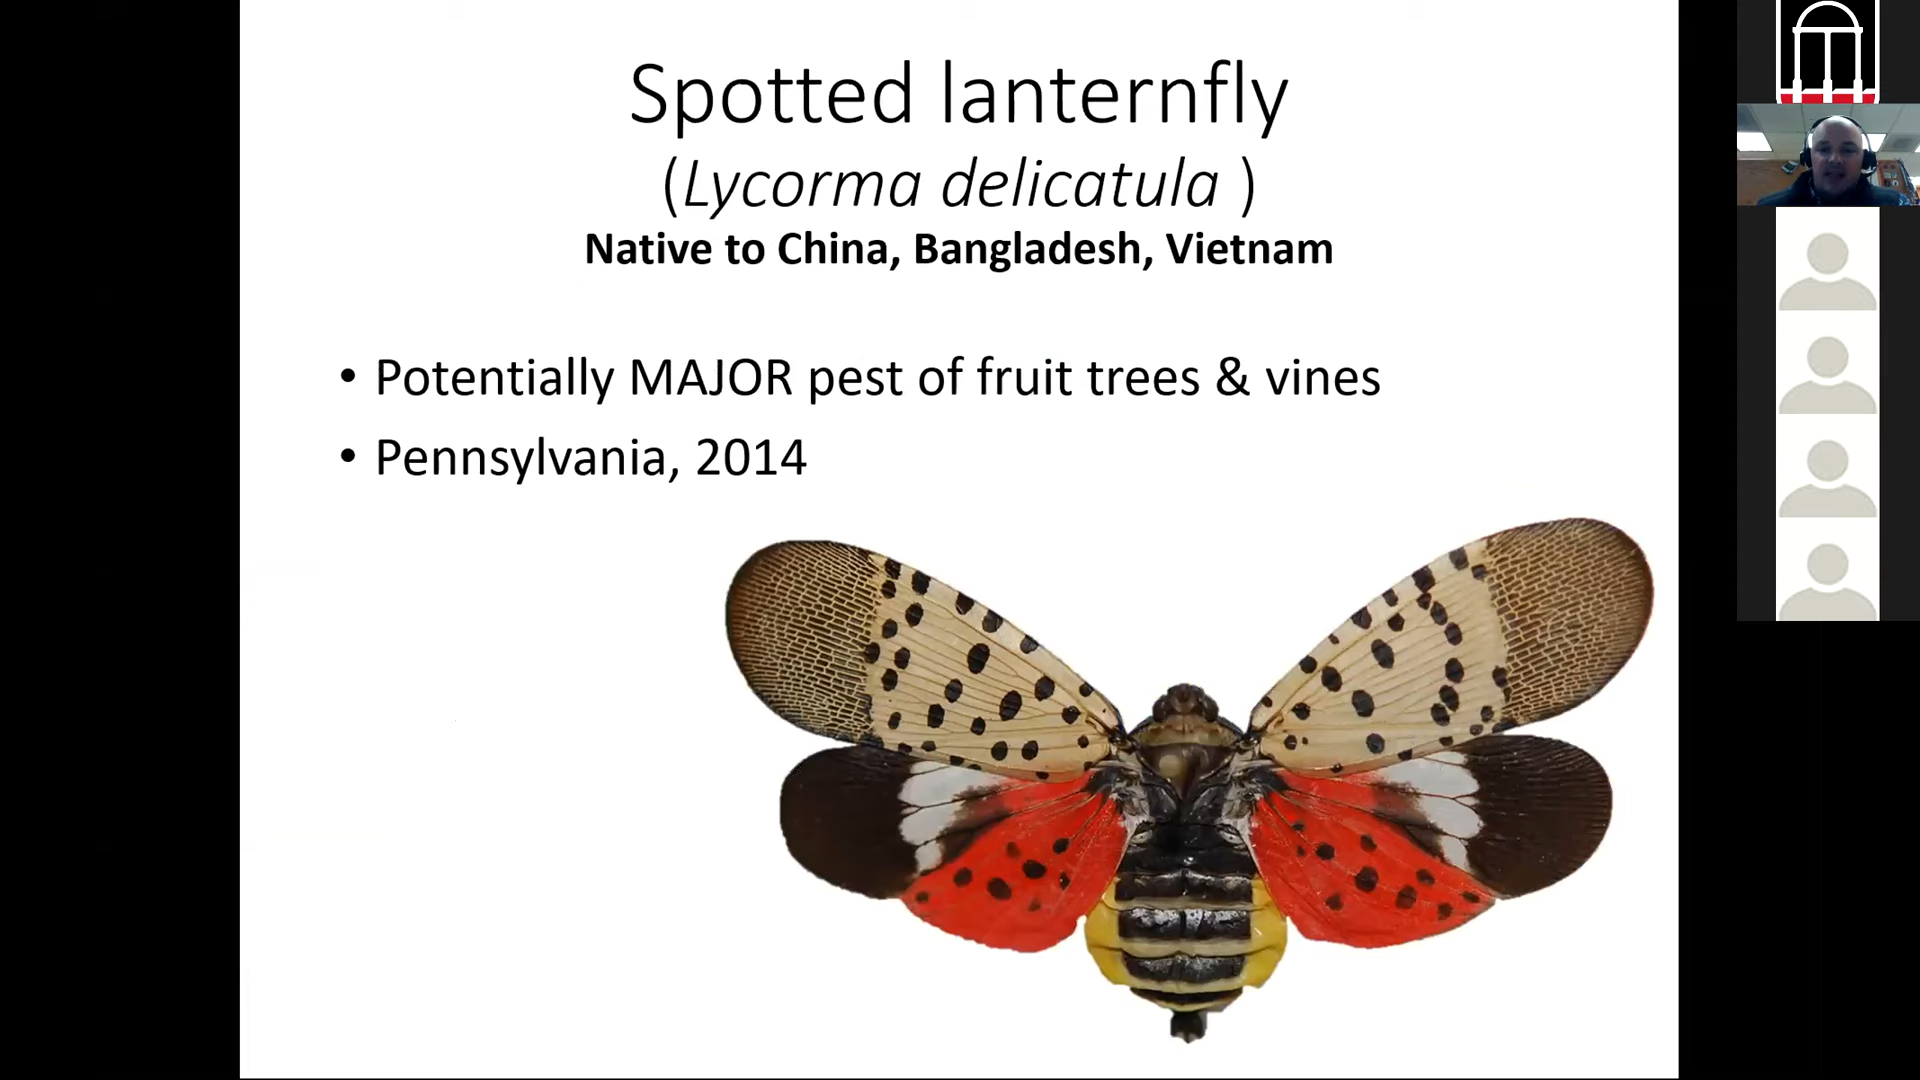 Spotted lanternfly
(Lycorma delicatula )
Native to China, Bangladesh, Vietnam
• Potentially MAJOR pest of fruit trees & vines
• Pennsylvania, 2014